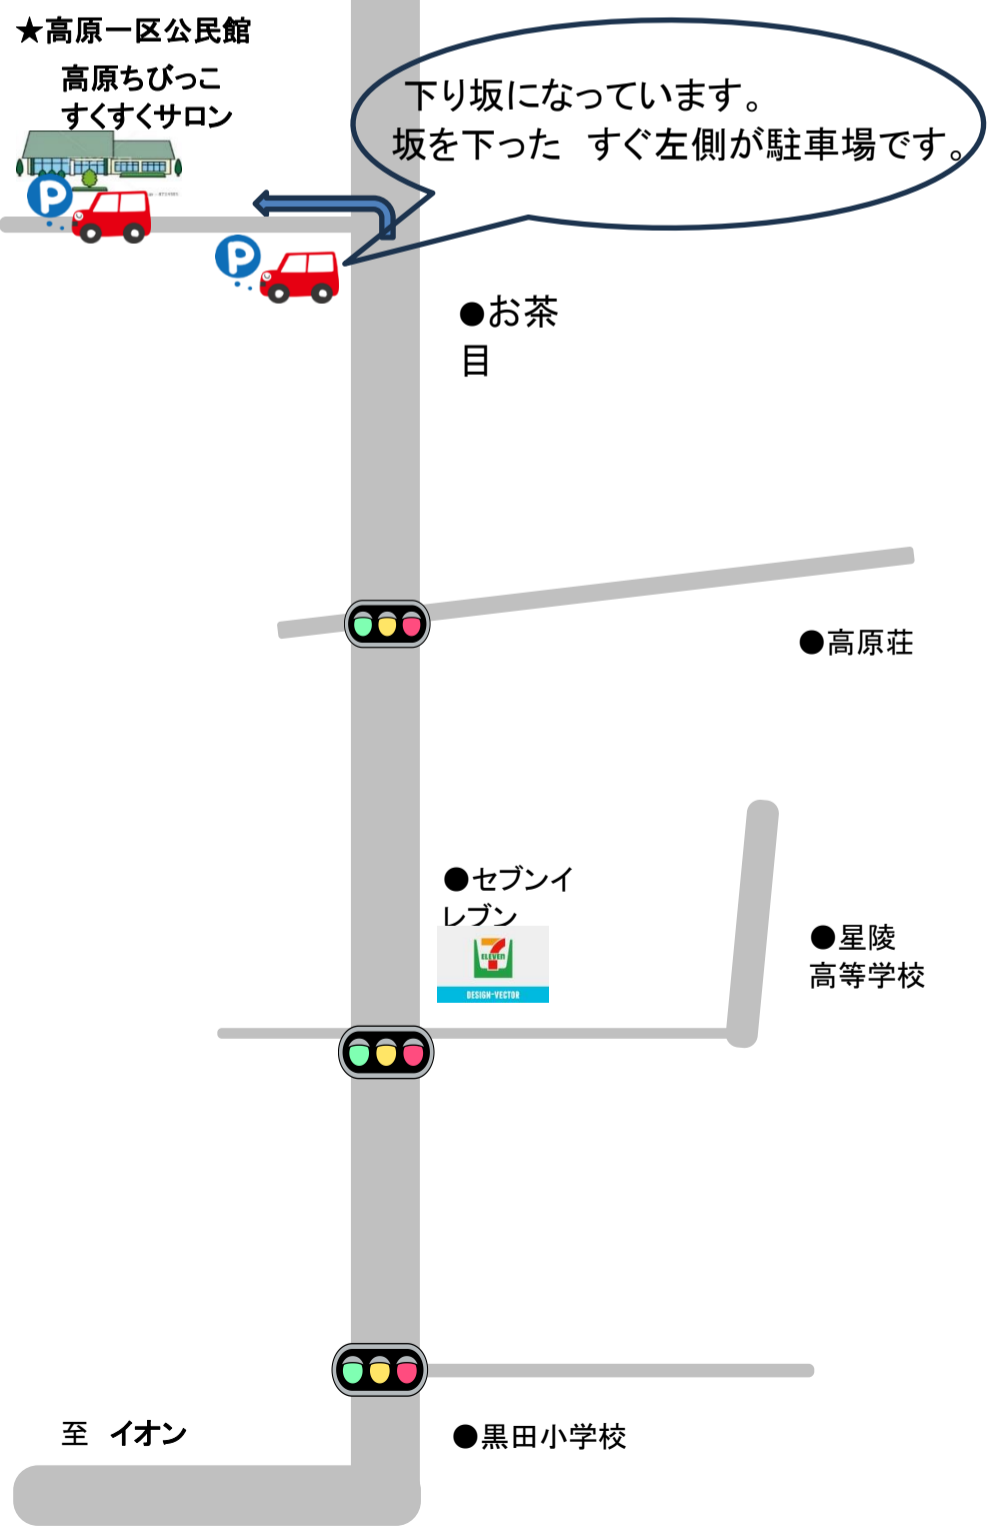 ★高原一区公民館
高原ちびっこ
すくすくサロン
下り坂になっています。
坂を下った　すぐ左側が駐車場です。
P
P
●お茶
目
●高原荘
●セブンイ
レブン
7
ELEVEn
DESIGN-VECTOR
●星陵
高等学校
至　イオン
●黒田小学校